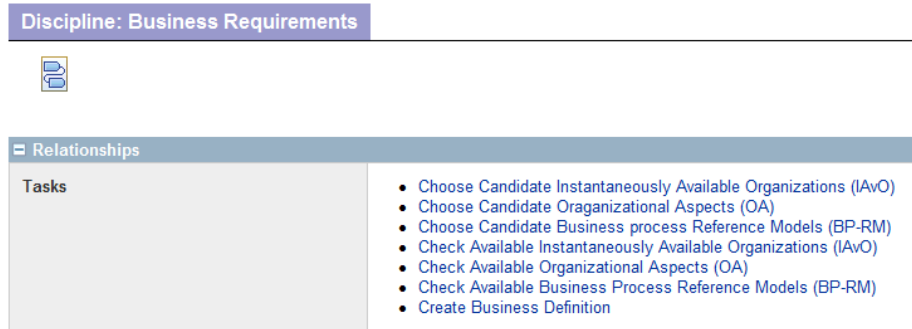 Discipline: Business Requirements
Relationships
Tasks
Choose Candidate Instantaneously Available Organizations (IAvO)
Choose Candidate Oraganizational Aspects (OA)
Choose Candidate Business process Reference Models (BP-RM)
Check Available Instantaneously Available Organizations (IAvO)
Check Available Organizational Aspects (OA)
Check Available Business Process Reference Models (BP-RM)
Create Business Definition